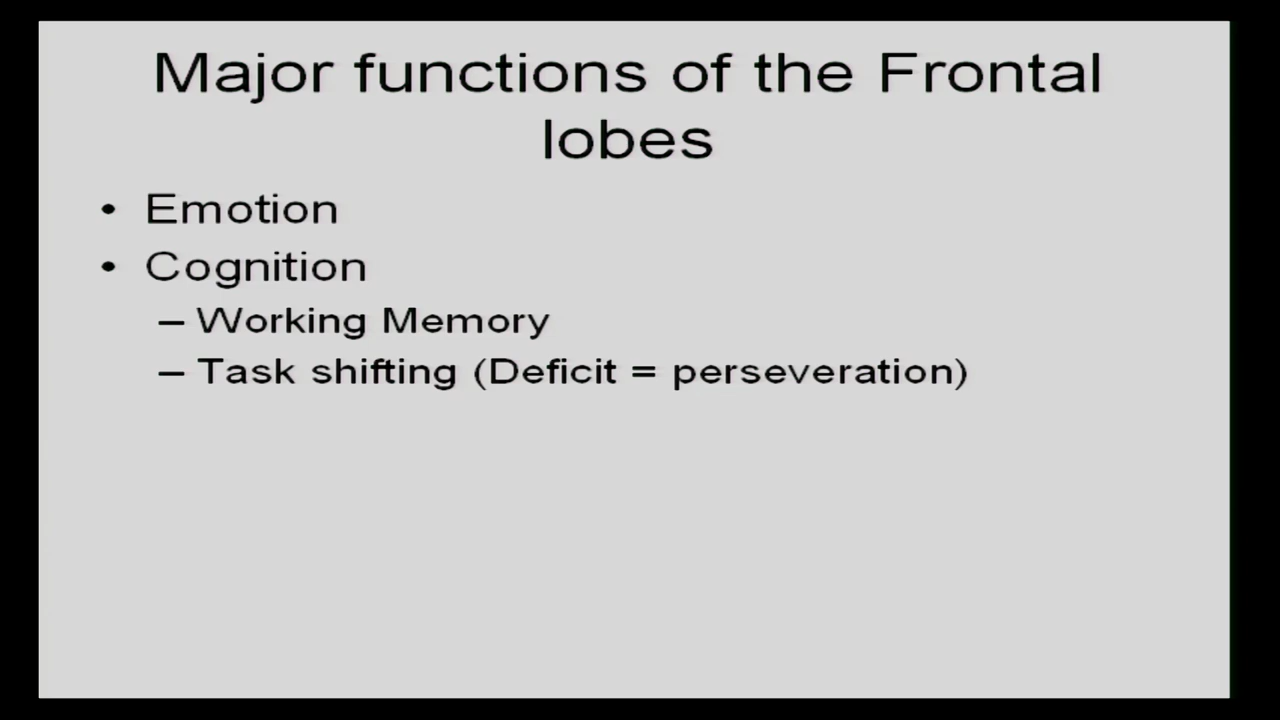 Major functions of the Frontal
lobes
• Emotion
• Cognition
– Working Memory
– Task shifting (Deficit = perseveration)